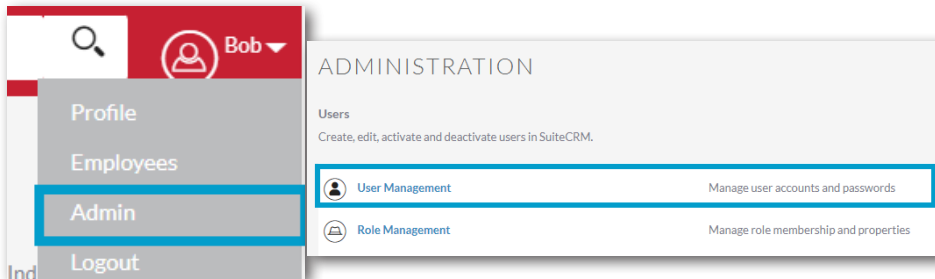 Bob
Profile
Employees
Admin
Logout
Ind
ADMINISTRATION
Users
Create, edit, activate and deactivate users in SuiteCRM.
User Management Manage user accounts and passwords
Role Management Manage role membership and properties